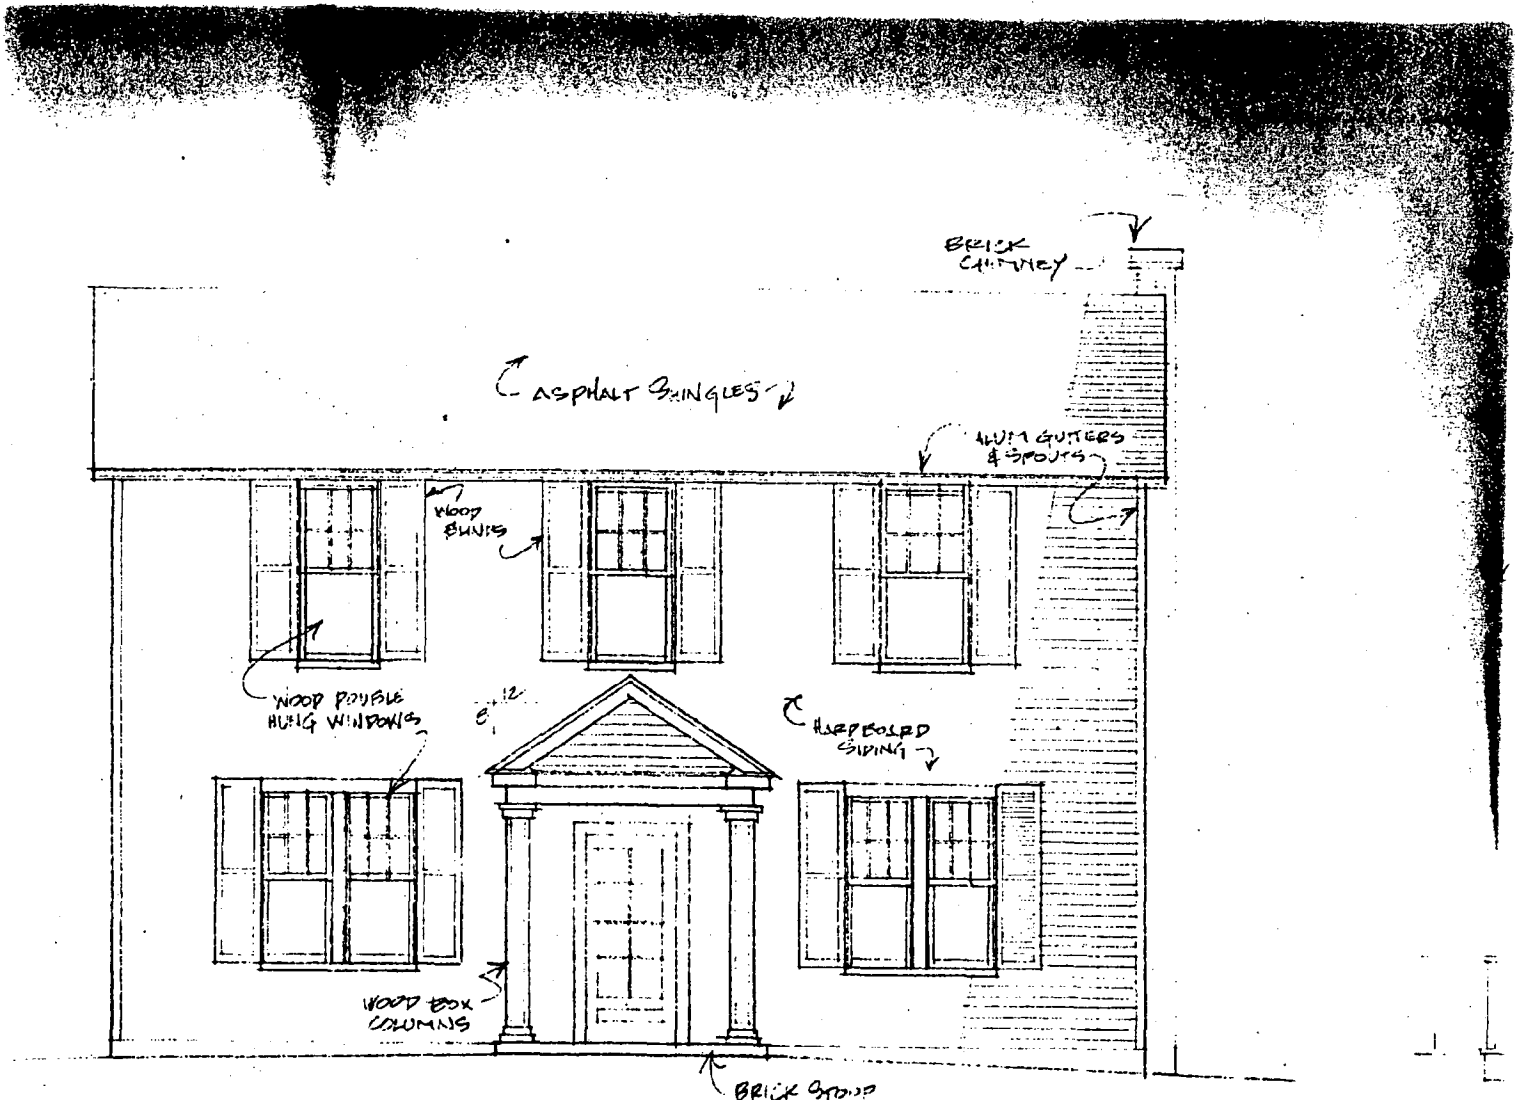 BRICK
CHIMNEY
ASPHALT SHINGLES
ALUM GUTTERS
& SPOUTS
WOOD
BLINDS
WOOD DOUBLE
HUNG WINDOWS
12
8
HARDBOARD
SIDING
WOOD BOX
COLUMNS
BRICK STOOP